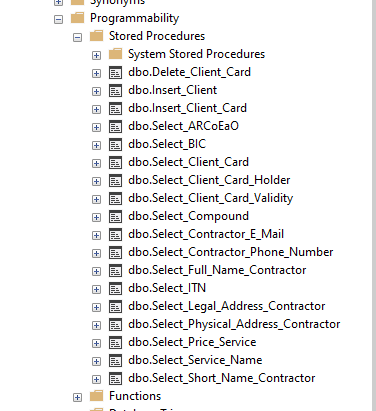 Synonyms
Programmability
Stored Procedures
System Stored Procedures
dbo.Delete_Client_Card
dbo.Insert_Client
dbo.Insert_Client_Card
dbo.Select_ARCoEaO
dbo.Select_BIC
dbo.Select_Client_Card
dbo.Select_Client_Card_Holder
dbo.Select_Client_Card_Validity
dbo.Select_Compound
dbo.Select_Contractor_E_Mail
dbo.Select_Contractor_Phone_Number
dbo.Select_Full_Name_Contractor
dbo.Select_ITN
dbo.Select_Legal_Address_Contractor
dbo.Select_Physical_Address_Contractor
dbo.Select_Price_Service
dbo.Select_Service_Name
dbo.Select_Short_Name_Contractor
Functions